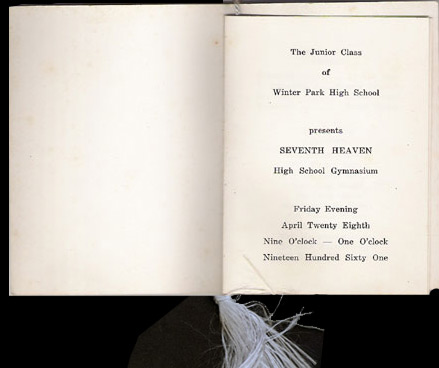 The Junior Class
of
Winter Park High School
presents
SEVENTH HEAVEN
High School Gymnasium
Friday Evening
April Twenty Eighth
Nine O'clock — One O'clock
Nineteen Hundred Sixty One